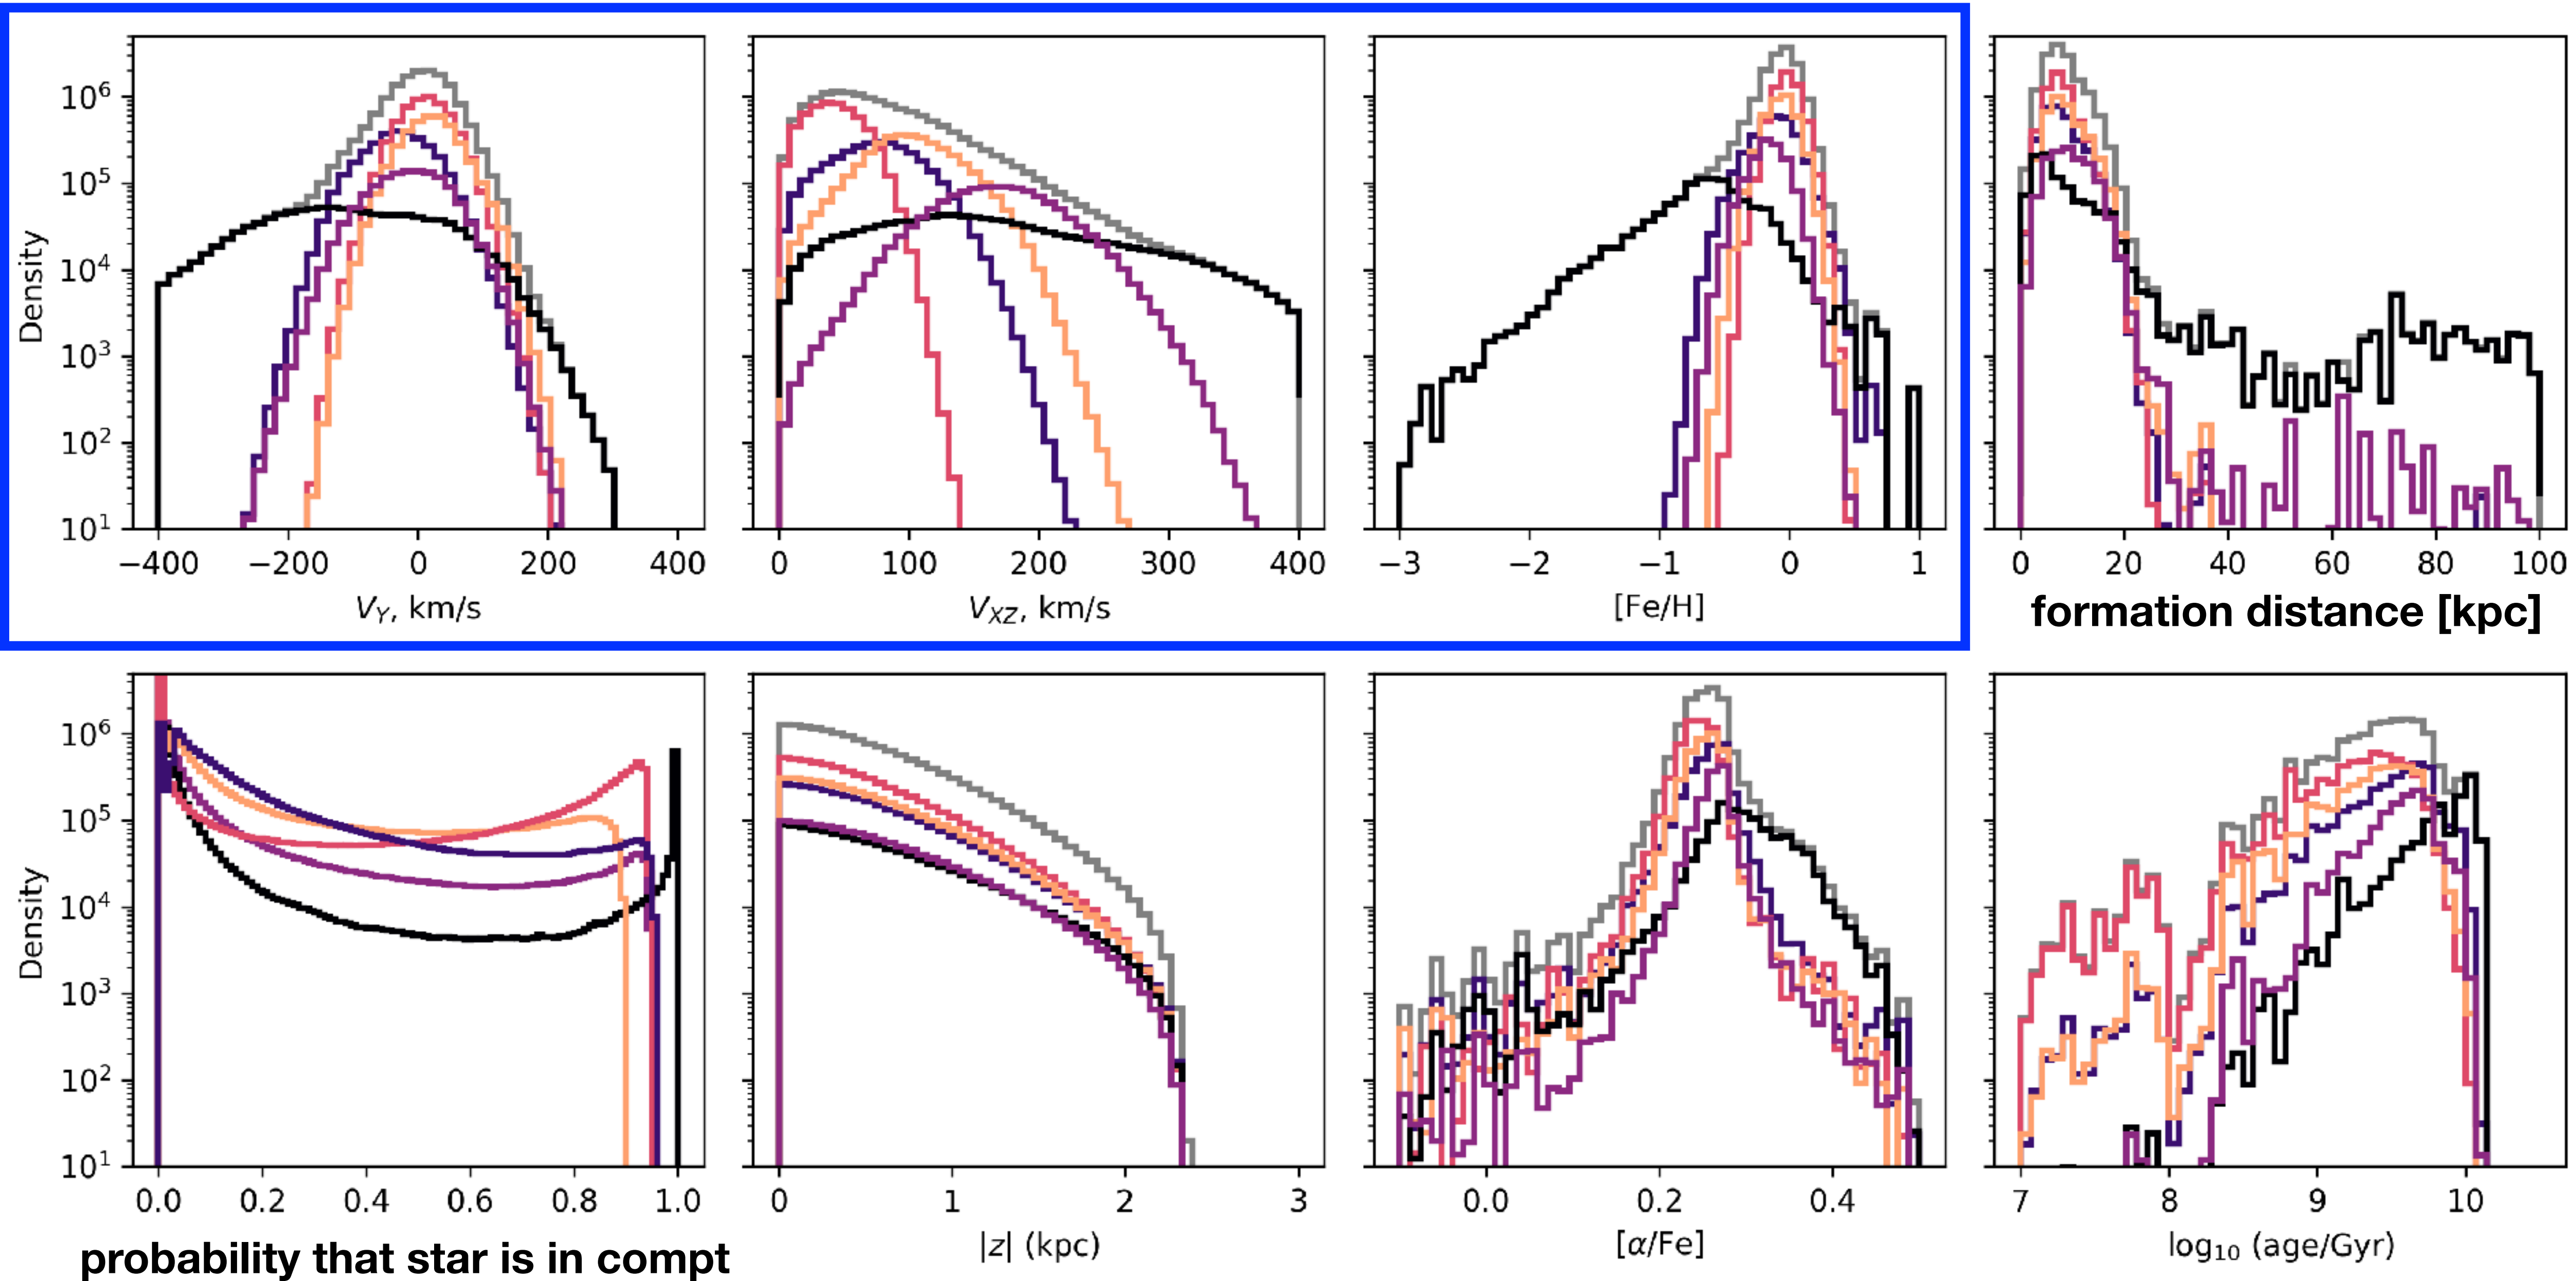 Density
10⁶
10⁵
10⁴
10³
10²
10¹
−400 −200 0 200 400
V_Y, km/s
0 100 200 300 400
V_XZ, km/s
−3 −2 −1 0 1
[Fe/H]
0 20 40 60 80 100
formation distance [kpc]
Density
10⁶
10⁵
10⁴
10³
10²
10¹
0.0 0.2 0.4 0.6 0.8 1.0
probability that star is in compt
0 1 2 3
|z| (kpc)
0.0 0.2 0.4
[α/Fe]
7 8 9 10
log₁₀ (age/Gyr)